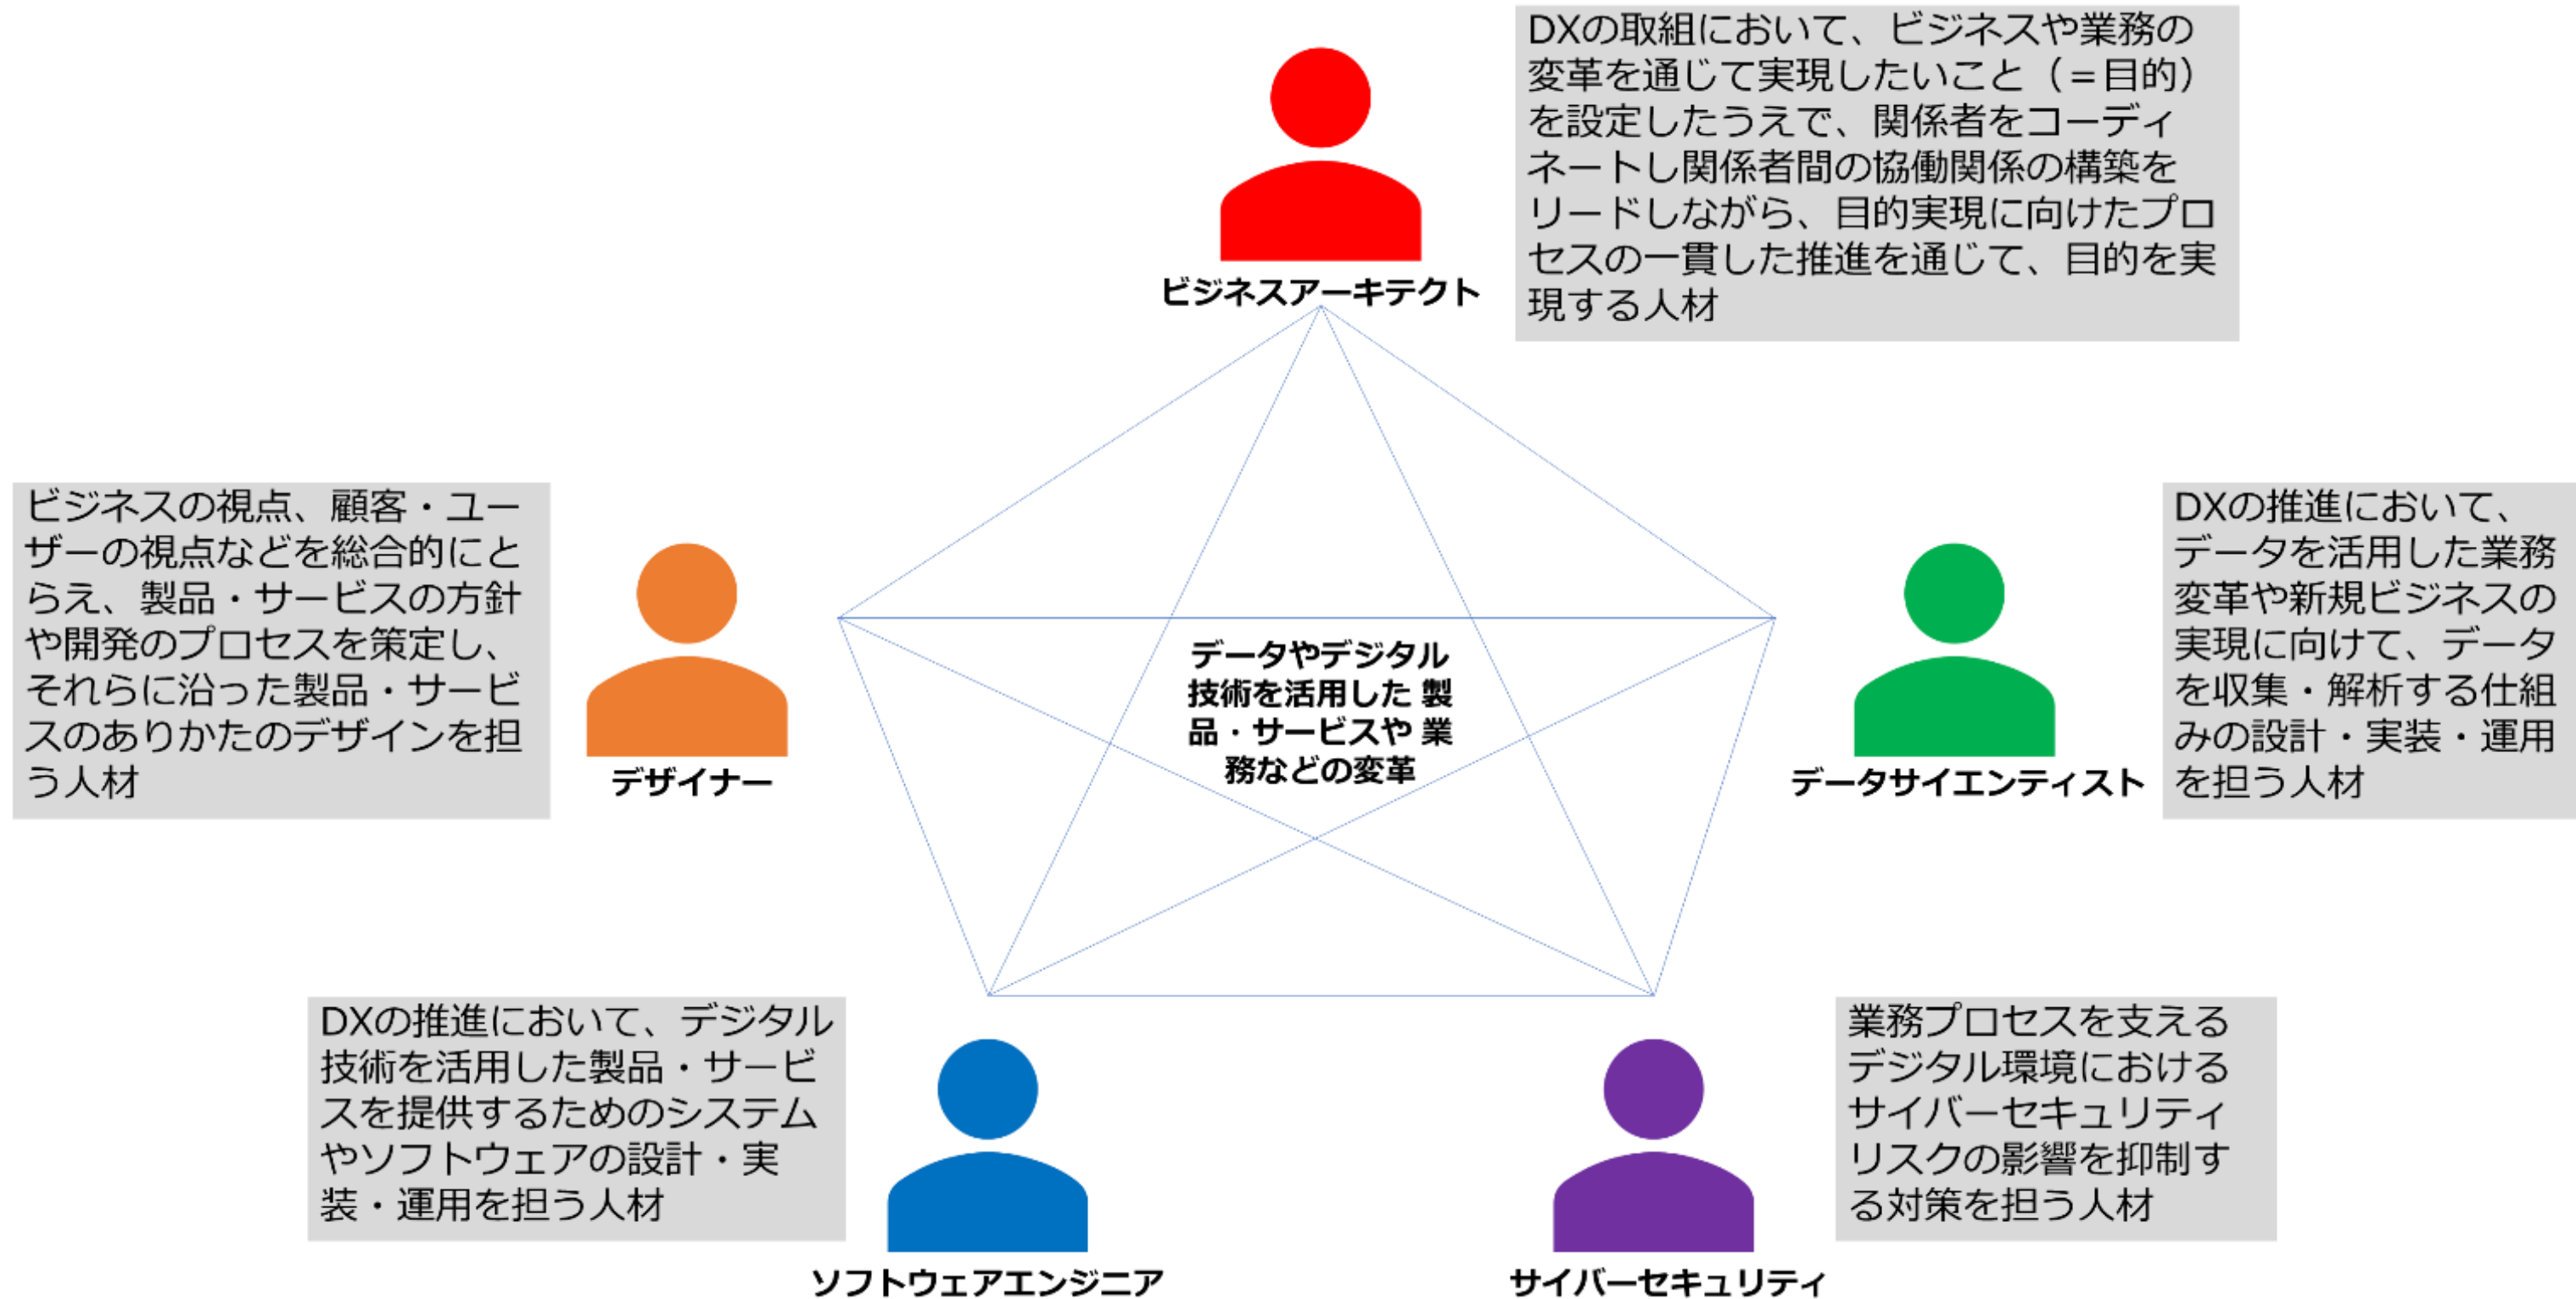 DXの取組において、ビジネスや業務の
変革を通じて実現したいこと（＝目的）
を設定したうえで、関係者をコーディ
ネートし関係者間の協働関係の構築を
リードしながら、目的実現に向けたプロ
セスの一貫した推進を通じて、目的を実
現する人材
ビジネスアーキテクト
ビジネスの視点、顧客・ユー
ザーの視点などを総合的にと
らえ、製品・サービスの方針
や開発のプロセスを策定し、
それらに沿った製品・サービ
スのありかたのデザインを担
う人材
デザイナー
データやデジタル
技術を活用した 製
品・サービスや 業
務などの変革
データサイエンティスト
DXの推進において、
データを活用した業務
変革や新規ビジネスの
実現に向けて、データ
を収集・解析する仕組
みの設計・実装・運用
を担う人材
DXの推進において、デジタル
技術を活用した製品・サービ
スを提供するためのシステム
やソフトウェアの設計・実
装・運用を担う人材
ソフトウェアエンジニア
業務プロセスを支える
デジタル環境における
サイバーセキュリティ
リスクの影響を抑制す
る対策を担う人材
サイバーセキュリティ